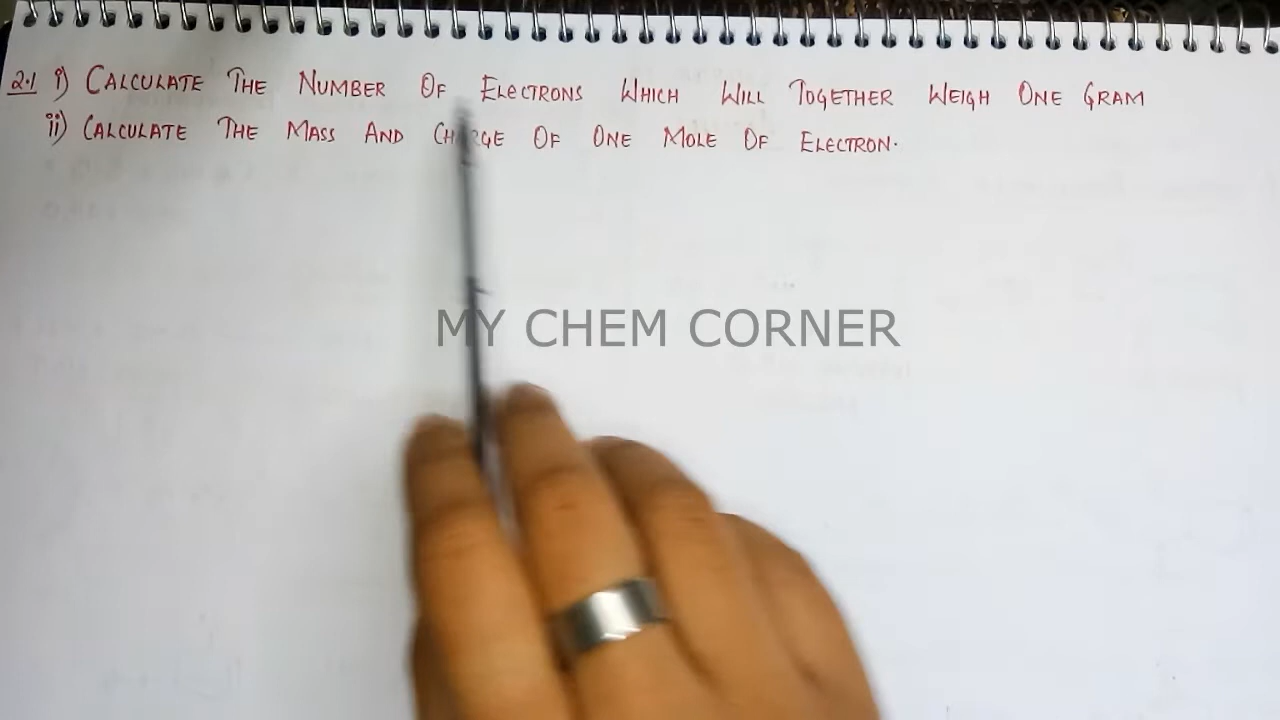 2.1 i) CALCULATE THE NUMBER OF ELECTRONS WHICH WILL TOGETHER WEIGH ONE GRAM
ii) CALCULATE THE MASS AND CHARGE OF ONE MOLE OF ELECTRON.
MY CHEM CORNER